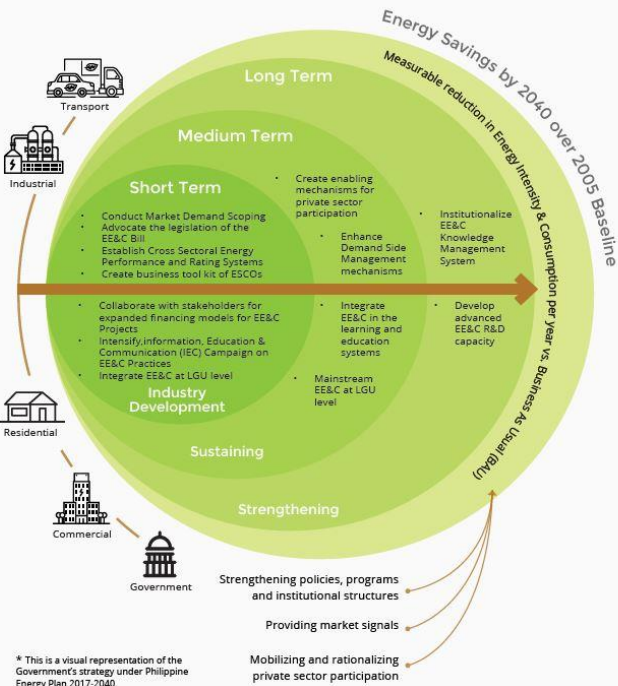 Energy Savings by 2040 over 2005 Baseline
Measurable reduction in Energy Intensity & Consumption per year vs. Business As Usual (BAU)
Long Term
Medium Term
Short Term
Transport
Industrial
• Conduct Market Demand Scoping
• Advocate the legislation of the
EE&C Bill
• Establish Cross Sectoral Energy
Performance and Rating Systems
• Create business tool kit of ESCOs
• Create enabling
mechanisms for
private sector
participation
• Enhance
Demand Side
Management
mechanisms
• Institutionalize
EE&C
Knowledge
Management
System
• Collaborate with stakeholders for
expanded financing models for EE&C
Projects
• Intensify,information, Education &
Communication (IEC) Campaign on
EE&C Practices
• Integrate EE&C at LGU level
• Integrate
EE&C in the
learning and
education
systems
• Mainstream
EE&C at LGU
level
• Develop
advanced
EE&C R&D
capacity
Industry
Development
Sustaining
Strengthening
Residential
Commercial
Government
Strengthening policies, programs
and institutional structures
Providing market signals
Mobilizing and rationalizing
private sector participation
* This is a visual representation of the
Government's strategy under Philippine
Energy Plan 2017-2040